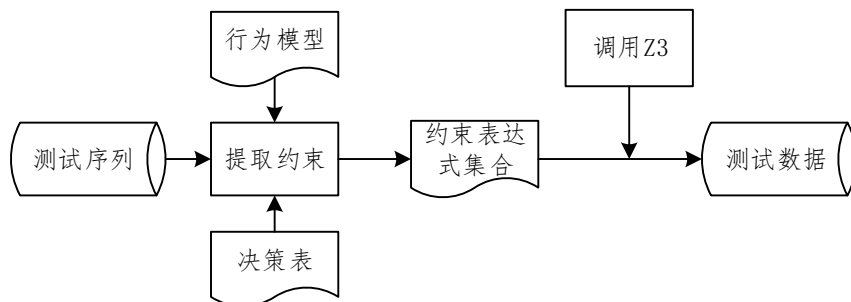 行为模型
调用Z3
测试序列
提取约束
约束表达
式集合
测试数据
决策表